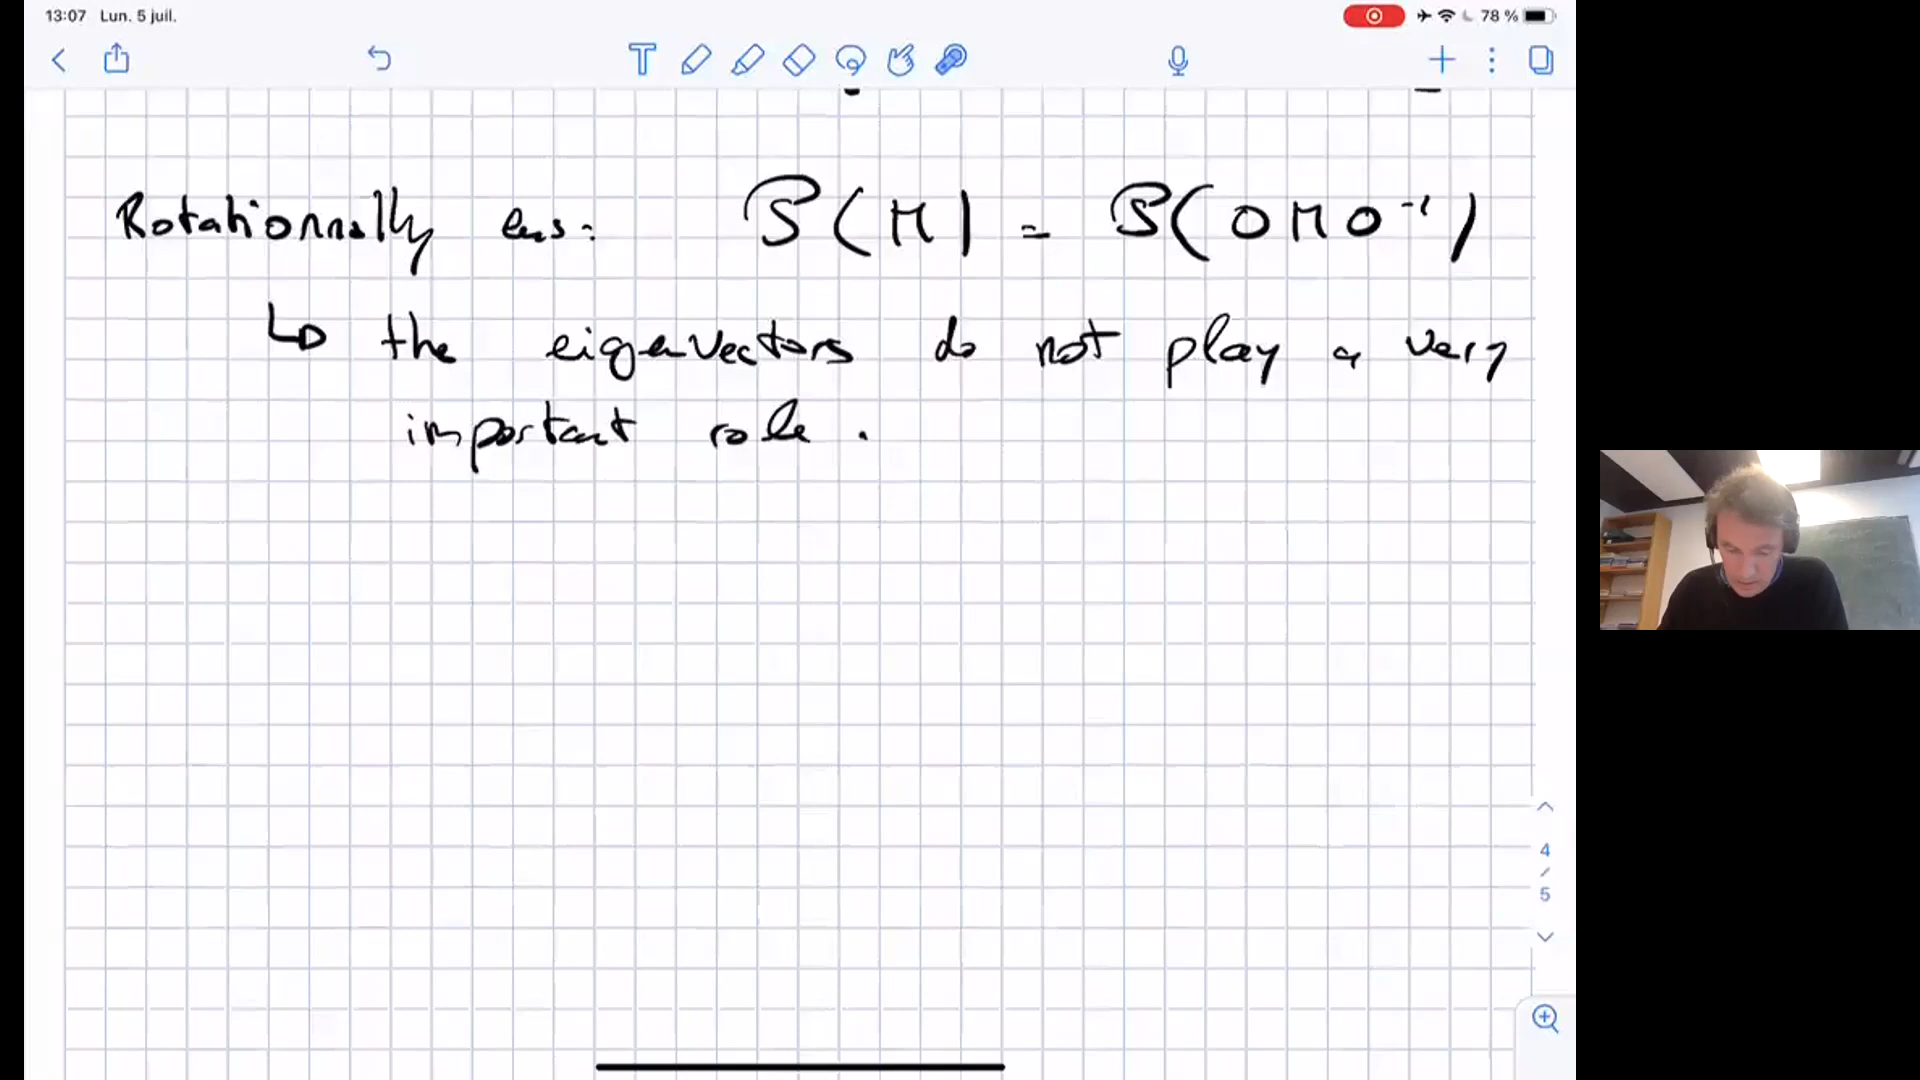 13:07 Lun. 5 juil. 78 %
T
Rotationnally ens: P(M) = P(OMO⁻¹)
↳ the eigenvectors do not play a very
important role .
4
/
5